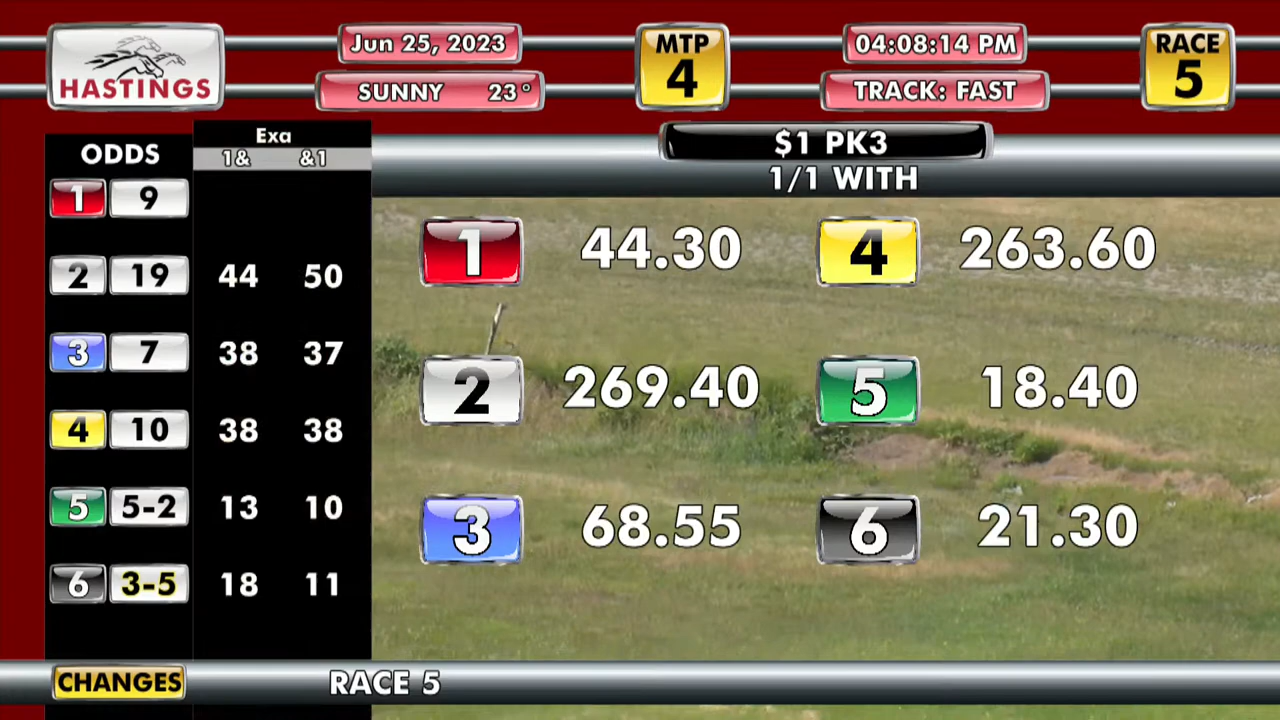 HASTINGS
Jun 25, 2023
SUNNY 23°
MTP
4
04:08:14 PM
TRACK: FAST
RACE
5
ODDS
Exa
1& &1
1 9
2 19 44 50
3 7 38 37
4 10 38 38
5 5-2 13 10
6 3-5 18 11
$1 PK3
1/1 WITH
1 44.30 4 263.60
2 269.40 5 18.40
3 68.55 6 21.30
CHANGES RACE 5